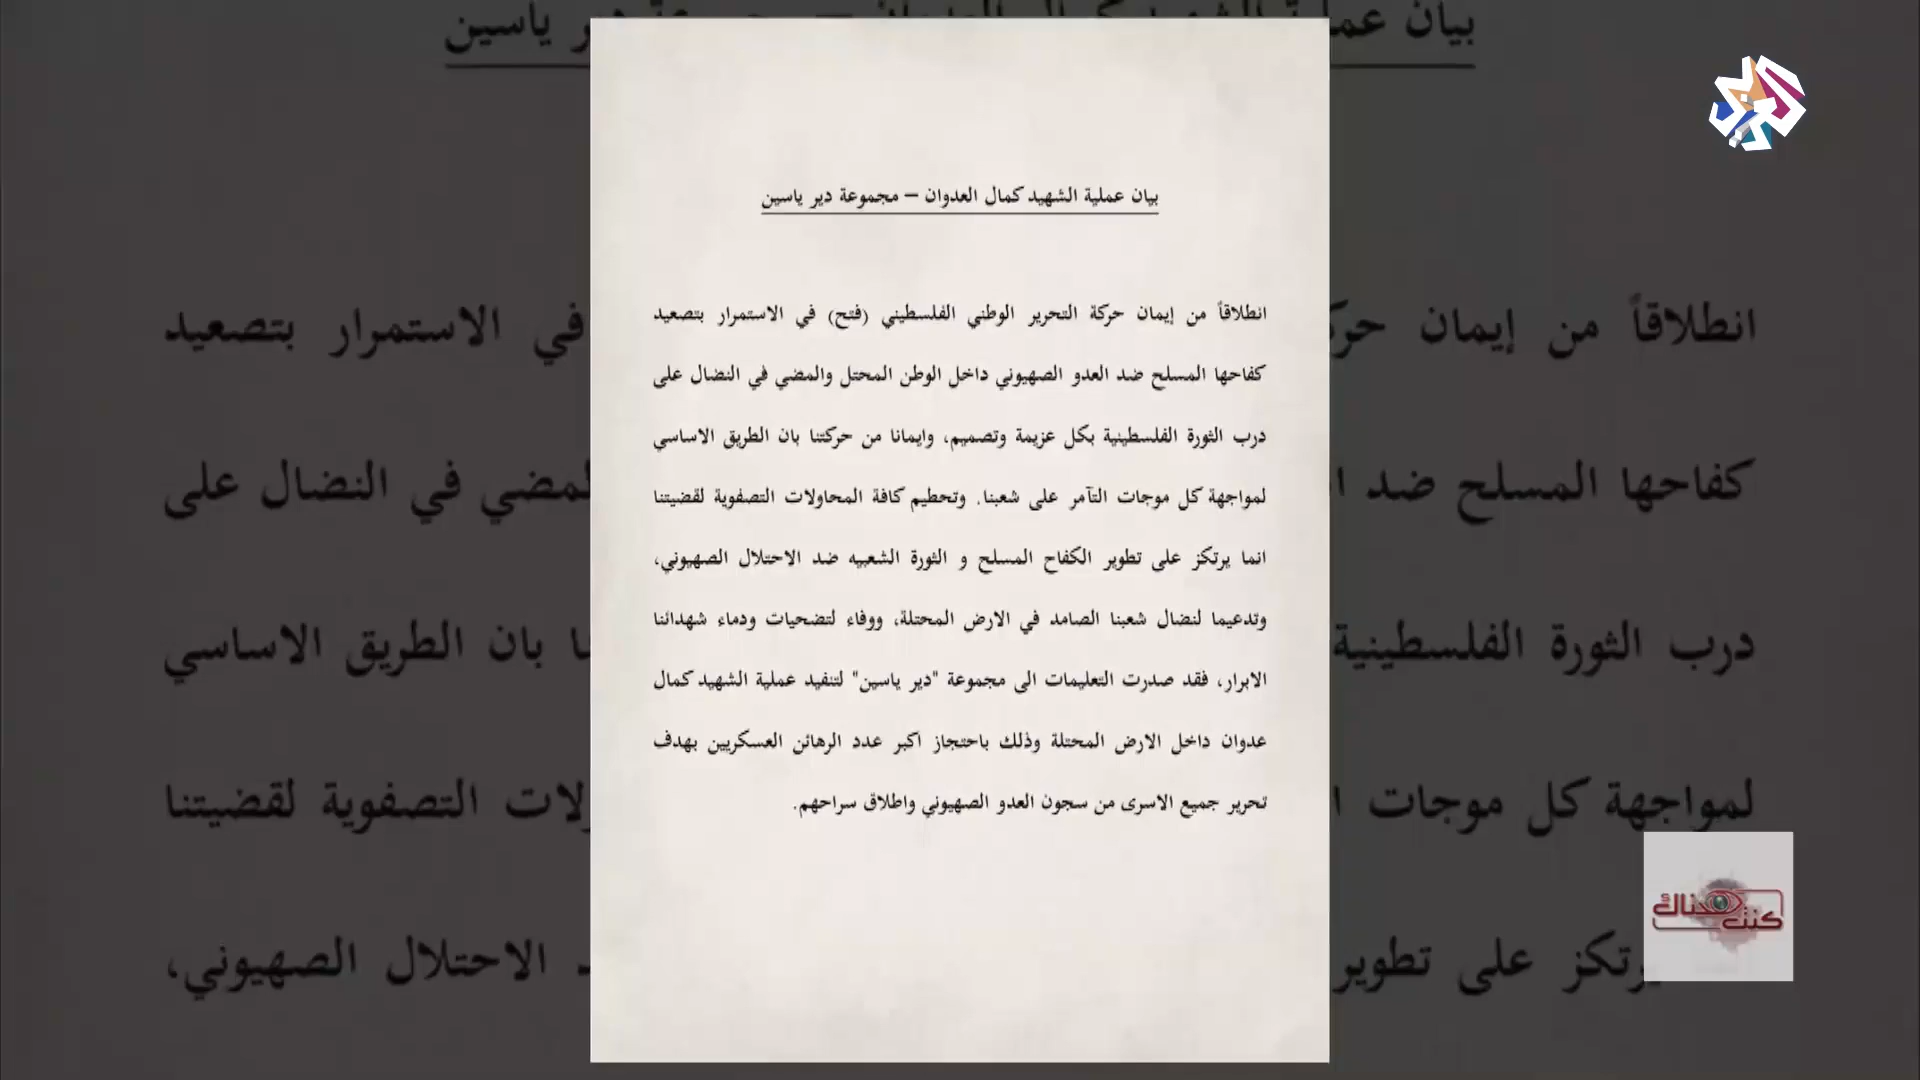 بيان عملية الشهيد كمال العدوان – مجموعة دير ياسين
انطلاقاً من إيمان حركة التحرير الوطني الفلسطيني (فتح) في الاستمرار بتصعيد
كفاحها المسلح ضد العدو الصهيوني داخل الوطن المحتل والمضي في النضال على
درب الثورة الفلسطينية بكل عزيمة وتصميم، وايمانا من حركتنا بان الطريق الاساسي
لمواجهة كل موجات التآمر على شعبنا. وتحطيم كافة المحاولات التصفوية لقضيتنا
انما يرتكز على تطوير الكفاح المسلح و الثورة الشعبيه ضد الاحتلال الصهيوني،
وتدعيما لنضال شعبنا الصامد في الارض المحتلة، ووفاء لتضحيات ودماء شهدائنا
الابرار، فقد صدرت التعليمات الى مجموعة "دير ياسين" لتنفيد عملية الشهيد كمال
عدوان داخل الارض المحتلة وذلك باحتجاز اكبر عدد الرهائن العسكريين بهدف
تحرير جميع الاسرى من سجون العدو الصهيوني واطلاق سراحهم.
كنت هناك